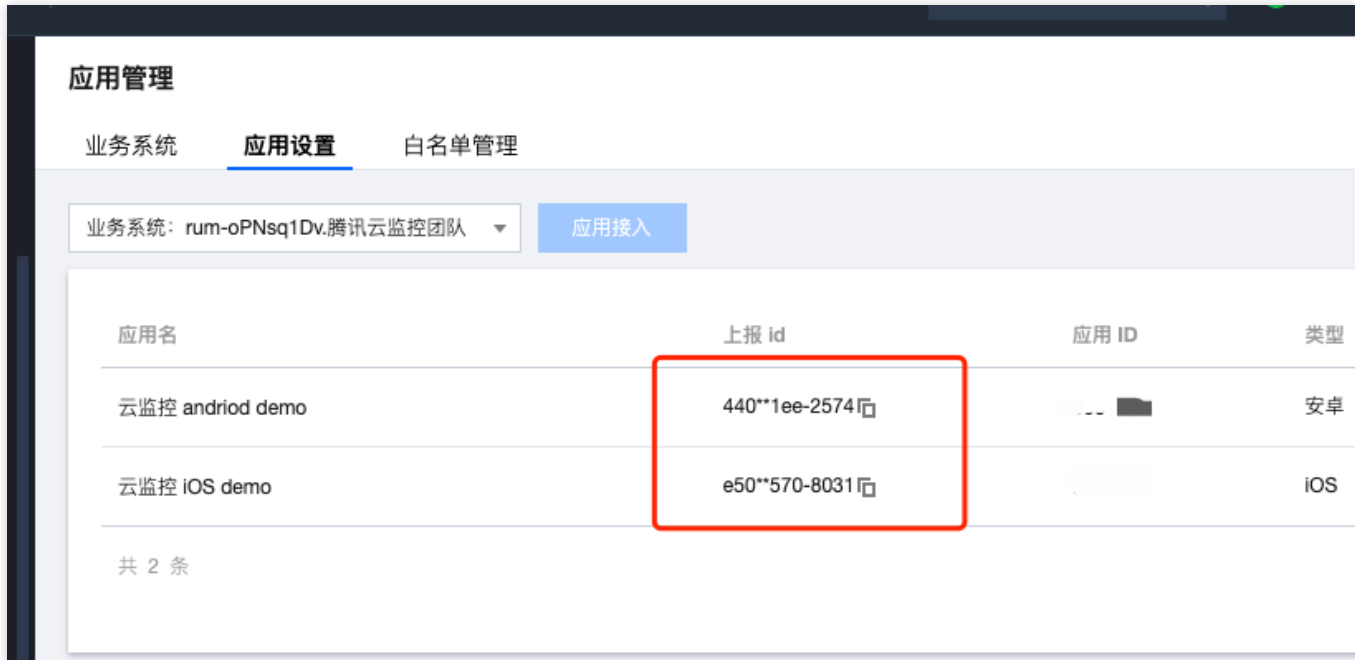 应用管理
业务系统 应用设置 白名单管理
业务系统：rum-oPNsq1Dv.腾讯云监控团队 应用接入
应用名 上报 id 应用 ID 类型
云监控 andriod demo 440**1ee-2574 安卓
云监控 iOS demo e50**570-8031 iOS
共 2 条